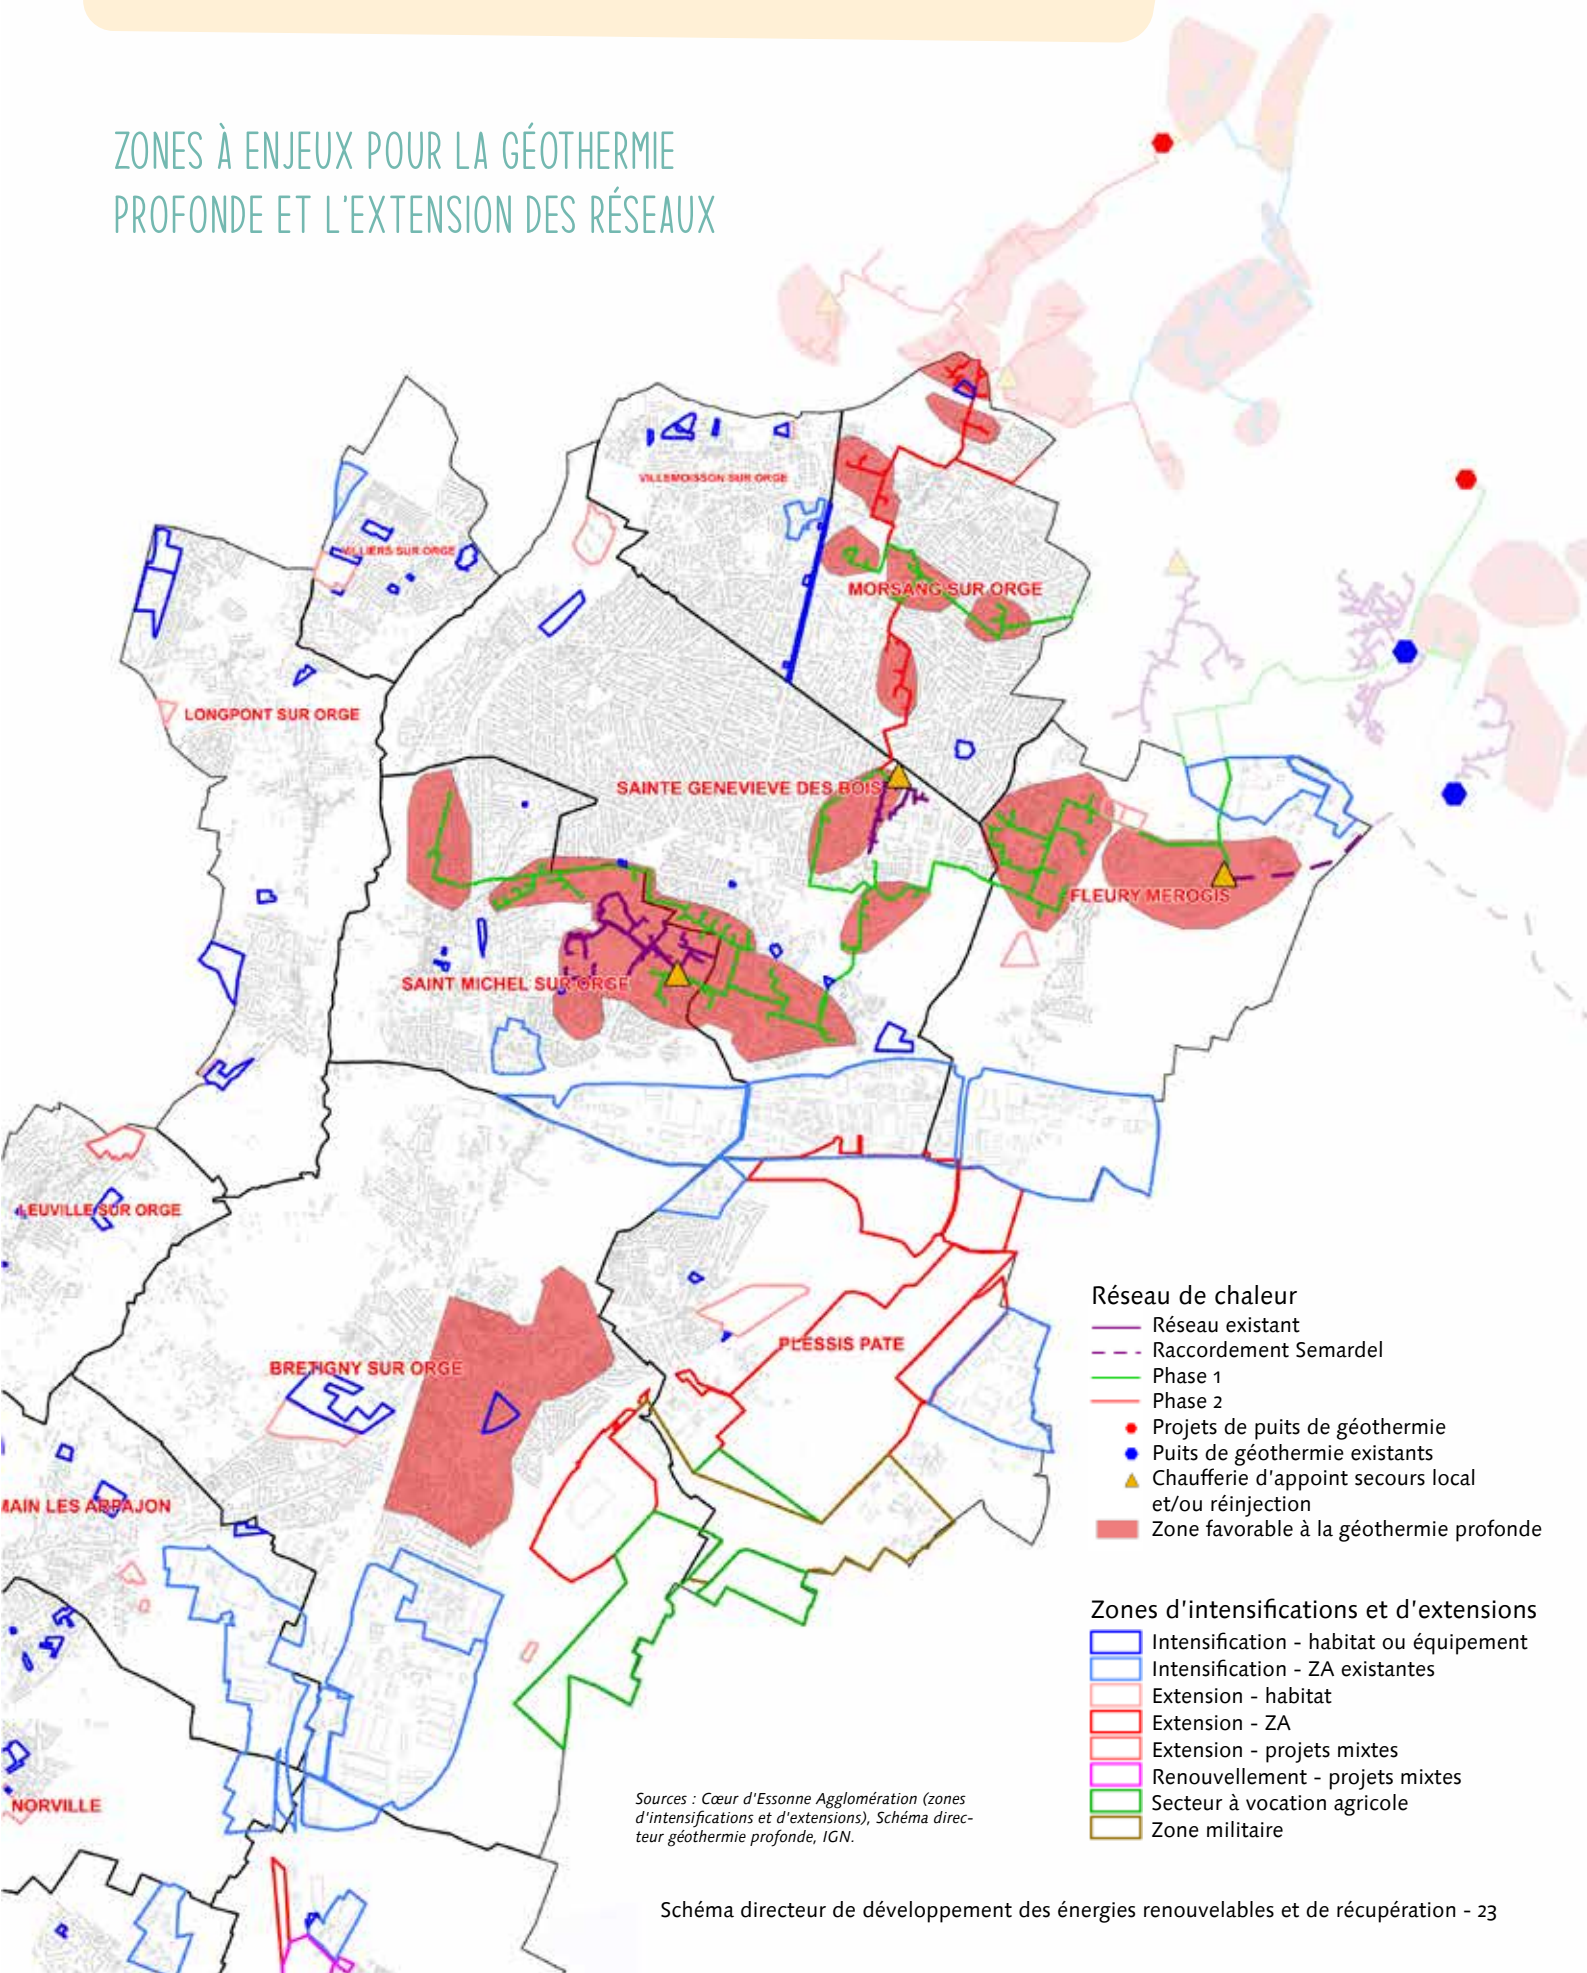 ZONES À ENJEUX POUR LA GÉOTHERMIE
PROFONDE ET L'EXTENSION DES RÉSEAUX
VILLEMOISSON SUR ORGE
VILLIERS SUR ORGE
MORSANG SUR ORGE
LONGPONT SUR ORGE
SAINTE GENEVIEVE DES BOIS
FLEURY MEROGIS
SAINT MICHEL SUR ORGE
LEUVILLE SUR ORGE
PLESSIS PATE
BRETIGNY SUR ORGE
MAIN LES ARPAJON
NORVILLE
Réseau de chaleur
Réseau existant
Raccordement Semardel
Phase 1
Phase 2
Projets de puits de géothermie
Puits de géothermie existants
Chaufferie d'appoint secours local
et/ou réinjection
Zone favorable à la géothermie profonde
Zones d'intensifications et d'extensions
Intensification - habitat ou équipement
Intensification - ZA existantes
Extension - habitat
Extension - ZA
Extension - projets mixtes
Renouvellement - projets mixtes
Secteur à vocation agricole
Zone militaire
Sources : Cœur d'Essonne Agglomération (zones
d'intensifications et d'extensions), Schéma direc-
teur géothermie profonde, IGN.
Schéma directeur de développement des énergies renouvelables et de récupération - 23